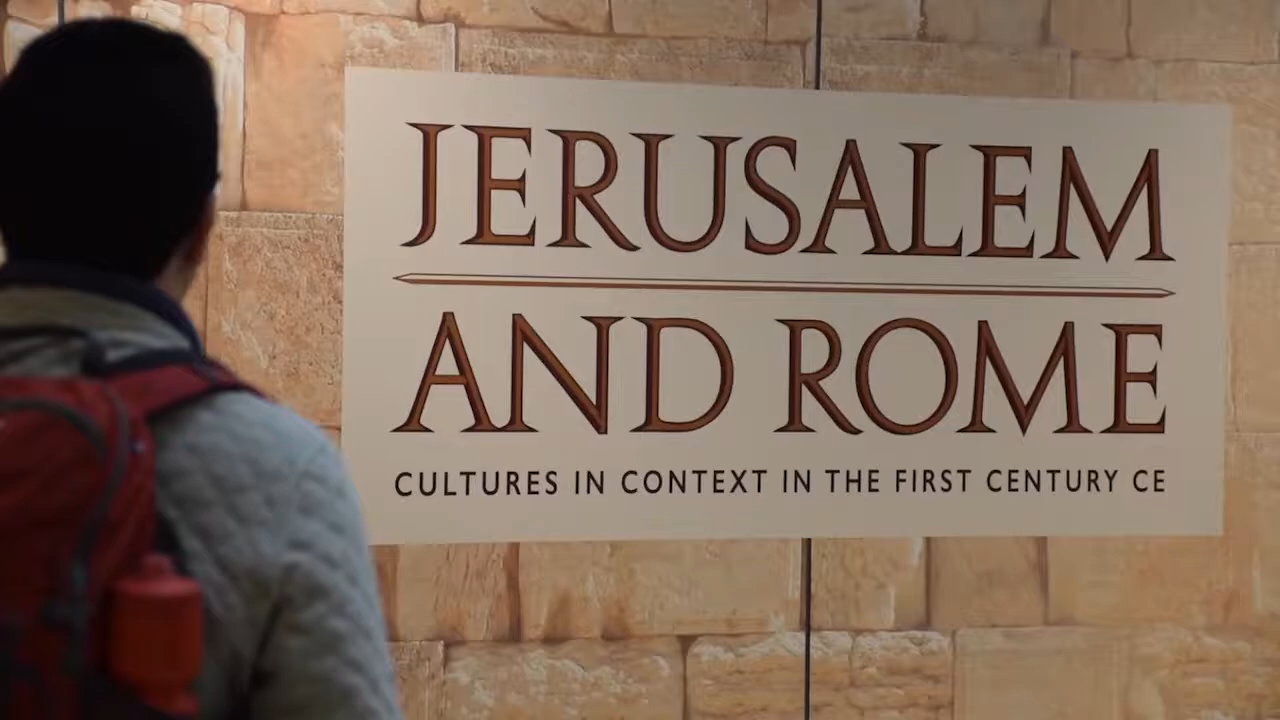 JERUSALEM
AND ROME
CULTURES IN CONTEXT IN THE FIRST CENTURY CE